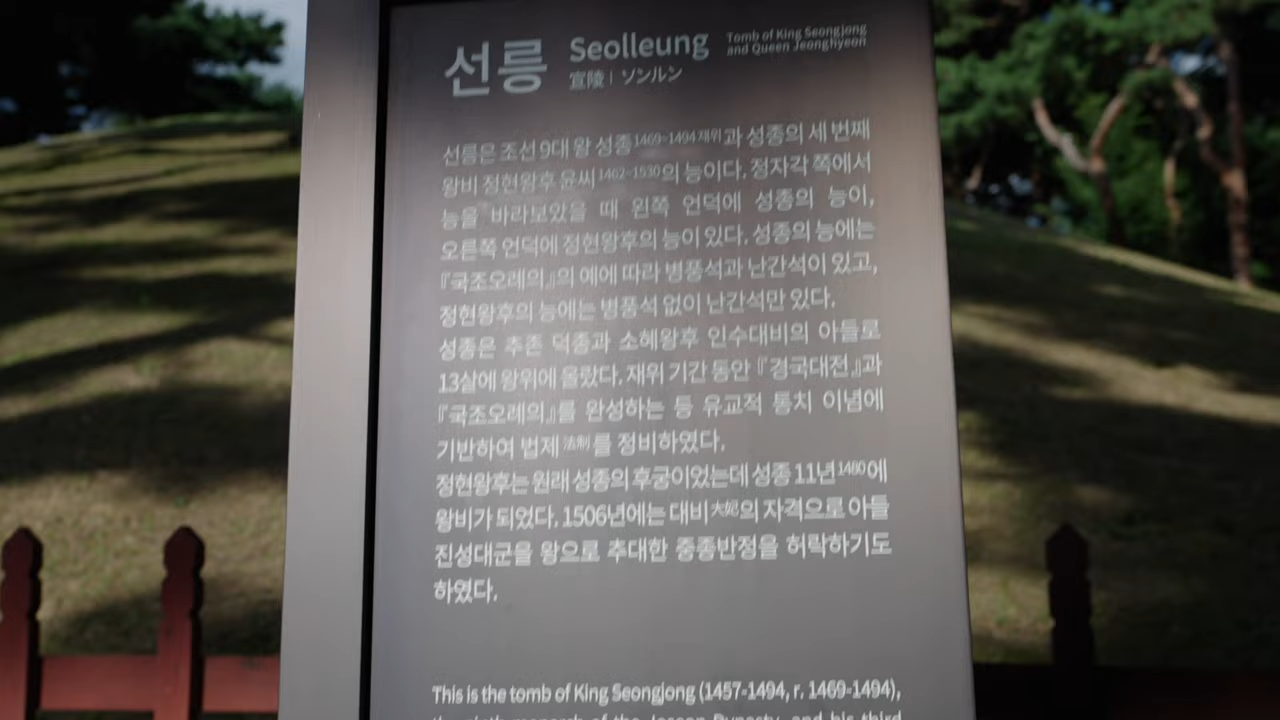 선릉 Seolleung Tomb of King Seongjong
and Queen Jeonghyeon
宣陵 | ソンルン
선릉은 조선 9대 왕 성종1469~1494 재위과 성종의 세 번째
왕비 정현왕후 윤씨1462~1530의 능이다. 정자각 쪽에서
능을 바라보았을 때 왼쪽 언덕에 성종의 능이,
오른쪽 언덕에 정현왕후의 능이 있다. 성종의 능에는
『국조오례의』의 예에 따라 병풍석과 난간석이 있고,
정현왕후의 능에는 병풍석 없이 난간석만 있다.
성종은 추존 덕종과 소혜왕후 인수대비의 아들로
13살에 왕위에 올랐다. 재위 기간 동안 『경국대전』과
『국조오례의』를 완성하는 등 유교적 통치 이념에
기반하여 법제法制를 정비하였다.
정현왕후는 원래 성종의 후궁이었는데 성종 11년1480에
왕비가 되었다. 1506년에는 대비大妃의 자격으로 아들
진성대군을 왕으로 추대한 중종반정을 허락하기도
하였다.
This is the tomb of King Seongjong (1457-1494, r. 1469-1494),
the ninth monarch of the Joseon Dynasty, and his third